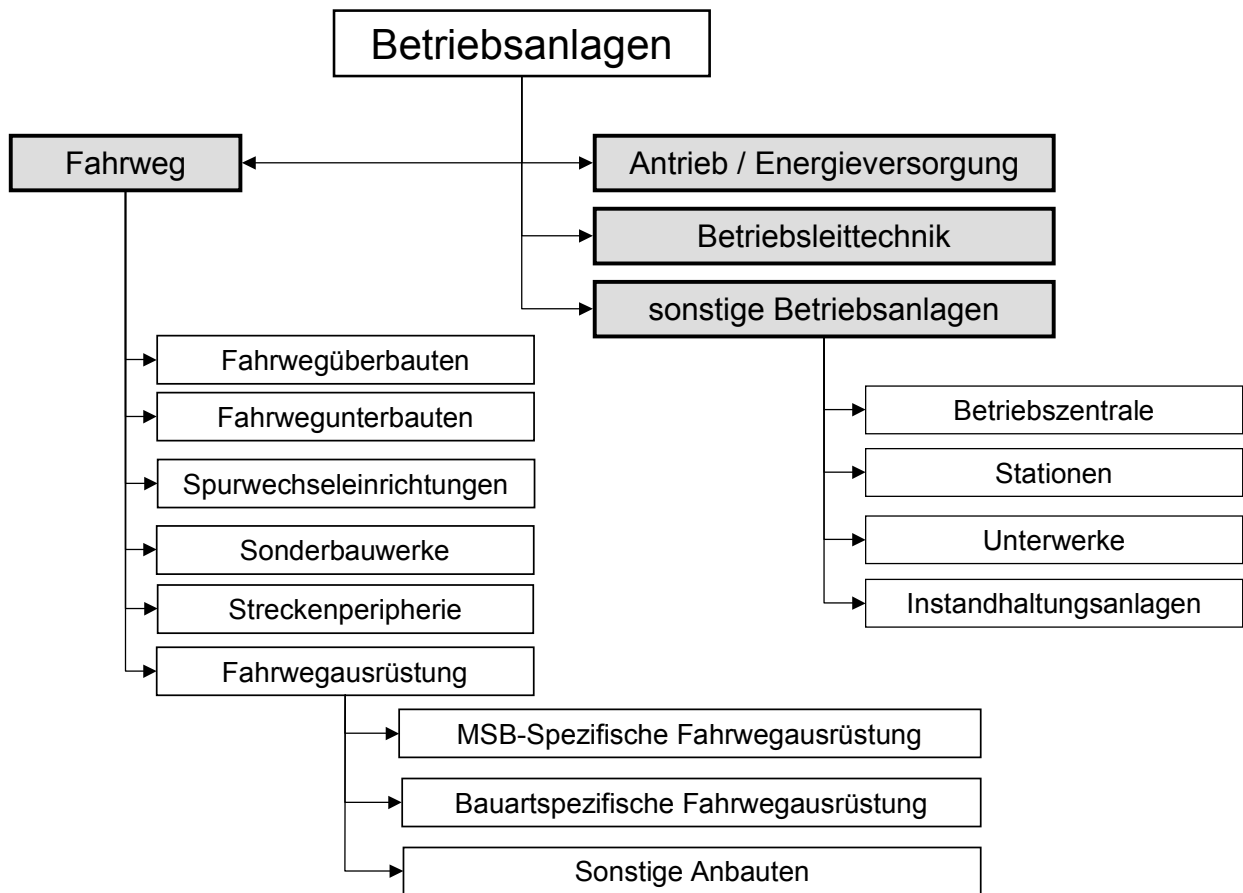 Betriebsanlagen
Fahrweg
Antrieb / Energieversorgung
Betriebsleittechnik
sonstige Betriebsanlagen
Fahrwegüberbauten
Fahrwegunterbauten
Spurwechseleinrichtungen
Sonderbauwerke
Streckenperipherie
Fahrwegausrüstung
Betriebszentrale
Stationen
Unterwerke
Instandhaltungsanlagen
MSB-Spezifische Fahrwegausrüstung
Bauartspezifische Fahrwegausrüstung
Sonstige Anbauten